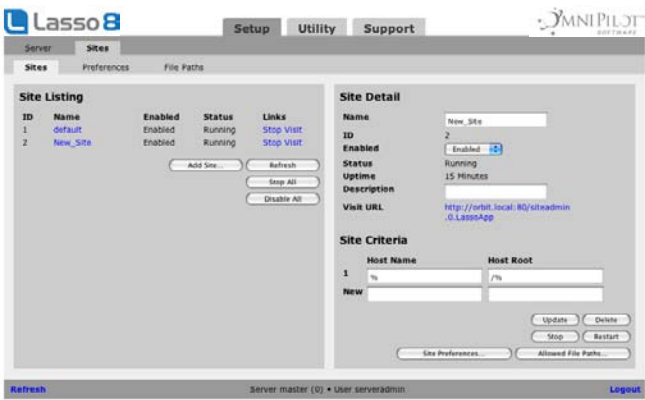 Lasso 8
Setup Utility Support
OMNIPILOT
SOFTWARE
Server Sites
Sites Preferences File Paths
Site Listing
ID Name Enabled Status Links
1 default Enabled Running Stop Visit
2 New_Site Enabled Running Stop Visit
Add Site... Refresh
Stop All
Disable All
Site Detail
Name New_Site
ID 2
Enabled Enabled
Status Running
Uptime 15 Minutes
Description
Visit URL http://orbit.local:80/siteadmin
.0.LassoApp
Site Criteria
Host Name Host Root
1 % /%
New
Update Delete
Stop Restart
Site Preferences... Allowed File Paths...
Refresh Server master (0) • User serveradmin Logout